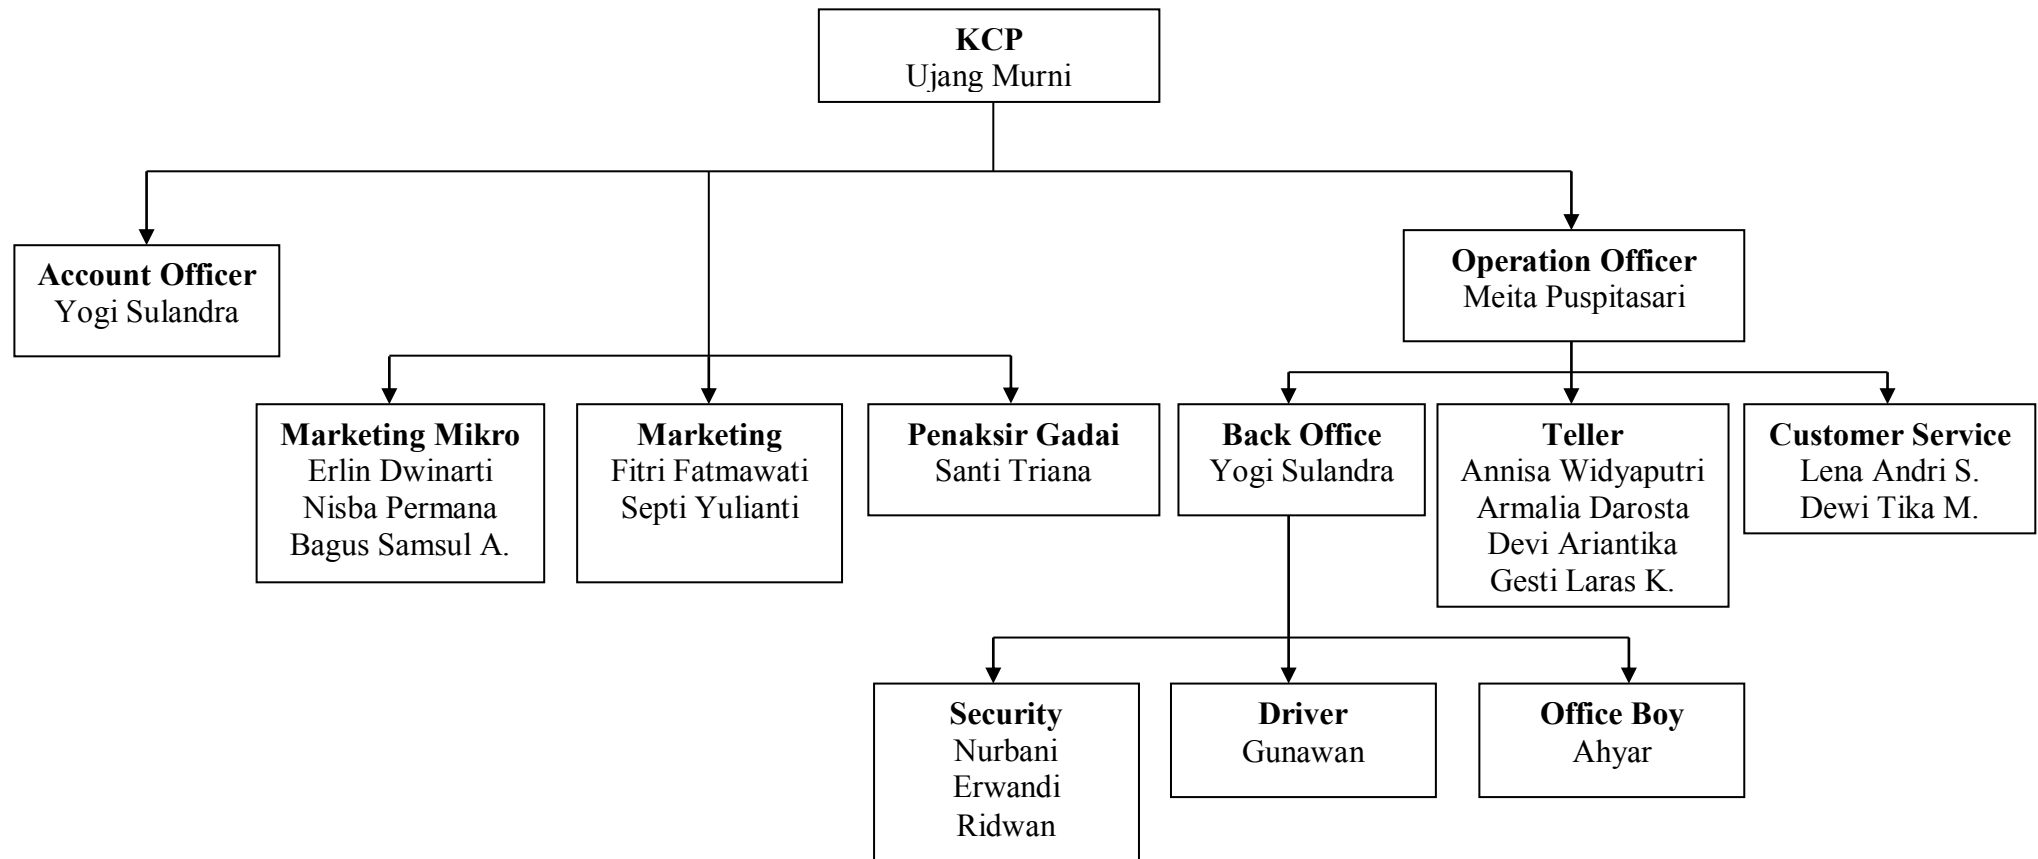 KCP
Ujang Murni
Account Officer
Yogi Sulandra
Operation Officer
Meita Puspitasari
Marketing Mikro
Erlin Dwinarti
Nisba Permana
Bagus Samsul A.
Marketing
Fitri Fatmawati
Septi Yulianti
Penaksir Gadai
Santi Triana
Back Office
Yogi Sulandra
Teller
Annisa Widyaputri
Armalia Darosta
Devi Ariantika
Gesti Laras K.
Customer Service
Lena Andri S.
Dewi Tika M.
Security
Nurbani
Erwandi
Ridwan
Driver
Gunawan
Office Boy
Ahyar